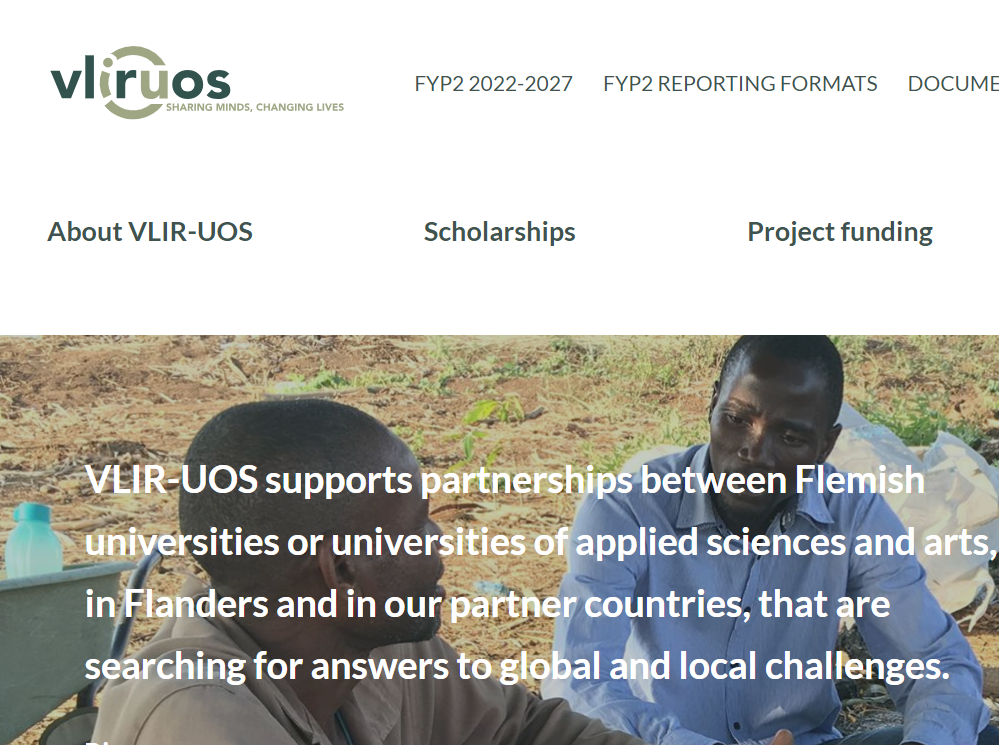 vliruos
SHARING MINDS, CHANGING LIVES
FYP2 2022-2027 FYP2 REPORTING FORMATS
About VLIR-UOS Scholarships Project funding
VLIR-UOS supports partnerships between Flemish
universities or universities of applied sciences and arts,
in Flanders and in our partner countries, that are
searching for answers to global and local challenges.